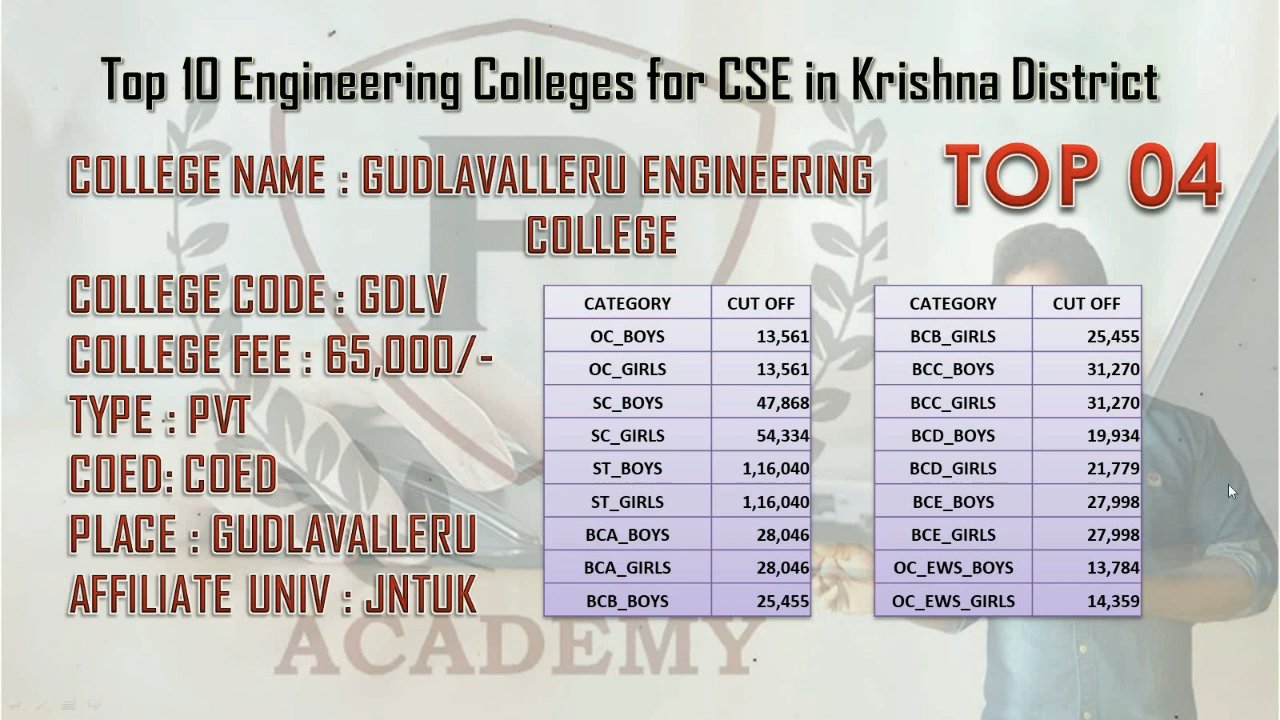 Top 10 Engineering Colleges for CSE in Krishna District
TOP 04
COLLEGE NAME : GUDLAVALLERU ENGINEERING
COLLEGE
COLLEGE CODE : GDLV
COLLEGE FEE : 65,000/-
TYPE : PVT
COED: COED
PLACE : GUDLAVALLERU
AFFILIATE UNIV : JNTUK
CATEGORY CUT OFF
OC_BOYS 13,561
OC_GIRLS 13,561
SC_BOYS 47,868
SC_GIRLS 54,334
ST_BOYS 1,16,040
ST_GIRLS 1,16,040
BCA_BOYS 28,046
BCA_GIRLS 28,046
BCB_BOYS 25,455
CATEGORY CUT OFF
BCB_GIRLS 25,455
BCC_BOYS 31,270
BCC_GIRLS 31,270
BCD_BOYS 19,934
BCD_GIRLS 21,779
BCE_BOYS 27,998
BCE_GIRLS 27,998
OC_EWS_BOYS 13,784
OC_EWS_GIRLS 14,359
ACADEMY